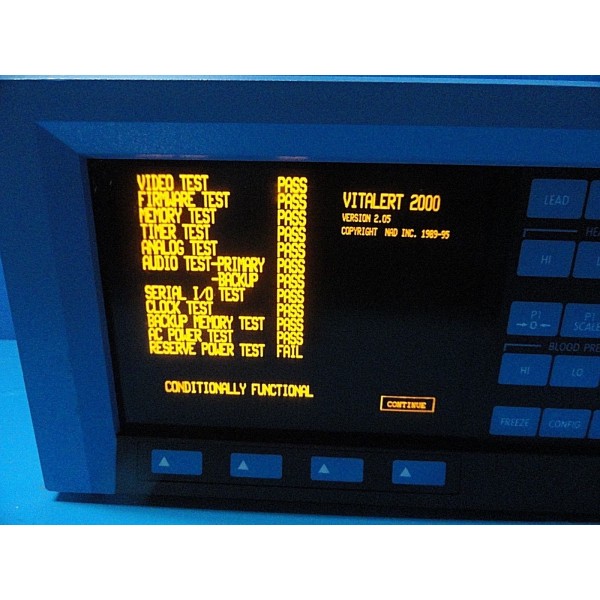 VIDEO TEST PASS
FIRMWARE TEST PASS
MEMORY TEST PASS
TIMER TEST PASS
ANALOG TEST PASS
AUDIO TEST-PRIMARY PASS
-BACKUP PASS
SERIAL I/O TEST PASS
CLOCK TEST PASS
BACKUP MEMORY TEST PASS
AC POWER TEST PASS
RESERVE POWER TEST FAIL
CONDITIONALLY FUNCTIONAL
VITALERT 2000
VERSION 2.05
COPYRIGHT NAD INC. 1989-95
CONTINUE
LEAD
HI
P1
→0←
P1
SCALE
BLOOD
HI LO
FREEZE CONFIG